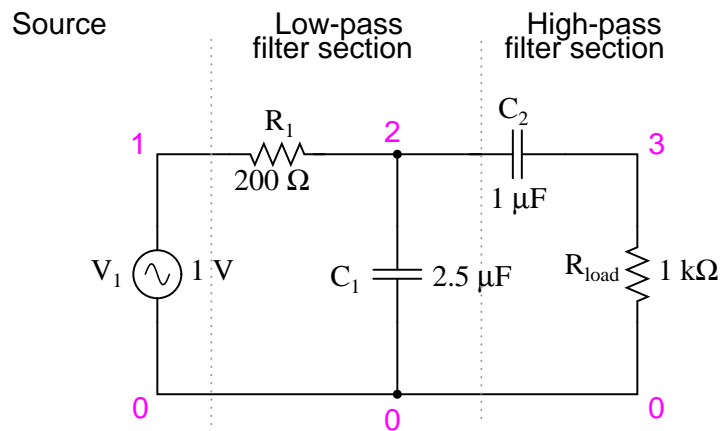 Source
Low-pass
filter section
High-pass
filter section
1
R1
200 Ω
2
C2
1 μF
3
V1
1 V
C1
2.5 μF
Rload
1 kΩ
0
0
0